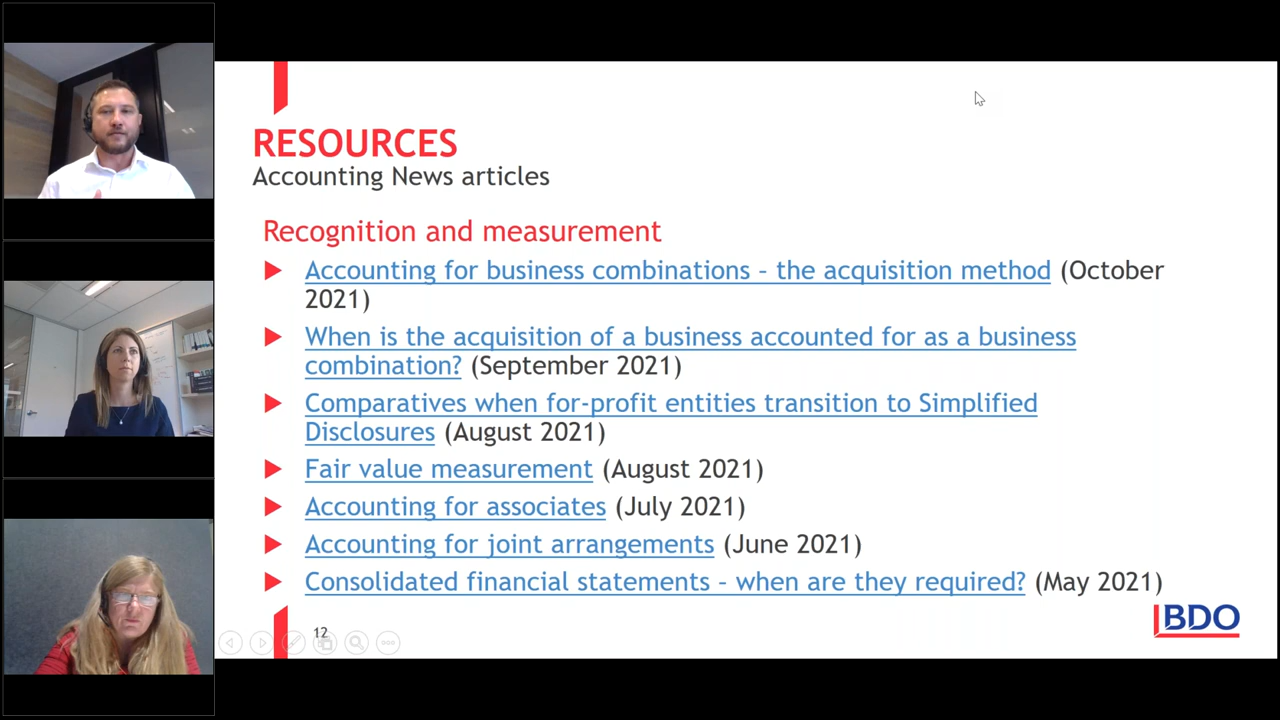 RESOURCES
Accounting News articles
Recognition and measurement
Accounting for business combinations – the acquisition method (October
2021)
When is the acquisition of a business accounted for as a business
combination? (September 2021)
Comparatives when for-profit entities transition to Simplified
Disclosures (August 2021)
Fair value measurement (August 2021)
Accounting for associates (July 2021)
Accounting for joint arrangements (June 2021)
Consolidated financial statements – when are they required? (May 2021)
12
BDO